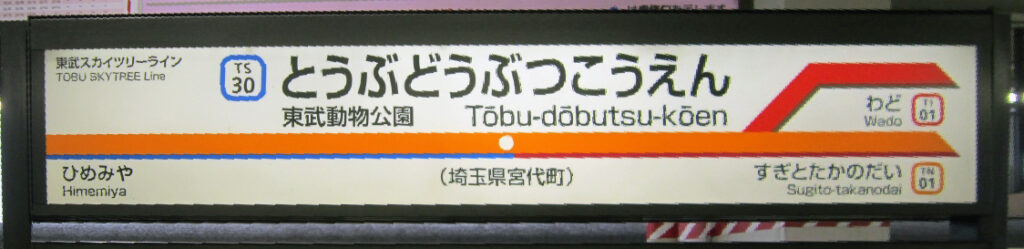 東武スカイツリーライン
TOBU SKYTREE Line
TS
30
とうぶどうぶつこうえん
東武動物公園 Tōbu-dōbutsu-kōen
わど
Wado
TI
01
ひめみや
Himemiya
(埼玉県宮代町)
すぎとたかのだい
Sugito-takanodai
TN
01